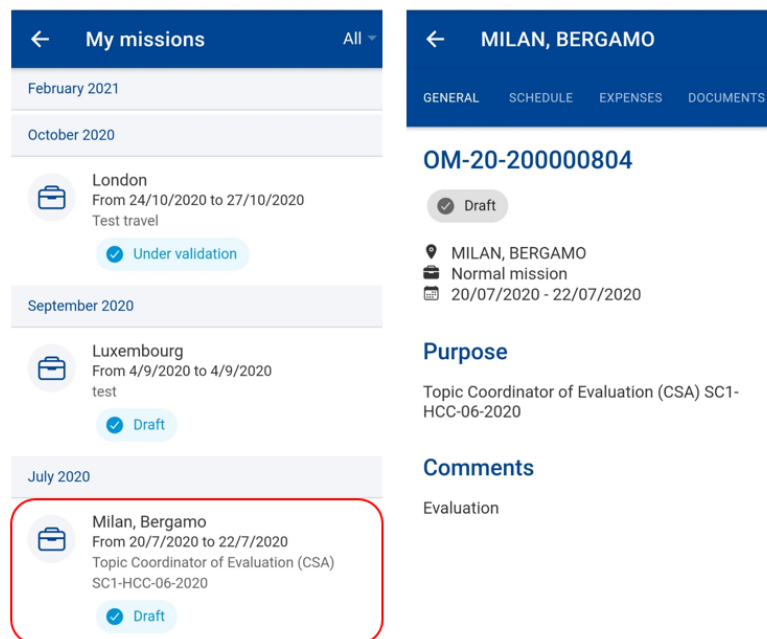 My missions
All
February 2021
October 2020
London
From 24/10/2020 to 27/10/2020
Test travel
Under validation
September 2020
Luxembourg
From 4/9/2020 to 4/9/2020
test
Draft
July 2020
Milan, Bergamo
From 20/7/2020 to 22/7/2020
Topic Coordinator of Evaluation (CSA)
SC1-HCC-06-2020
Draft
MILAN, BERGAMO
GENERAL SCHEDULE EXPENSES DOCUMENTS
OM-20-200000804
Draft
MILAN, BERGAMO
Normal mission
20/07/2020 - 22/07/2020
Purpose
Topic Coordinator of Evaluation (CSA) SC1-
HCC-06-2020
Comments
Evaluation